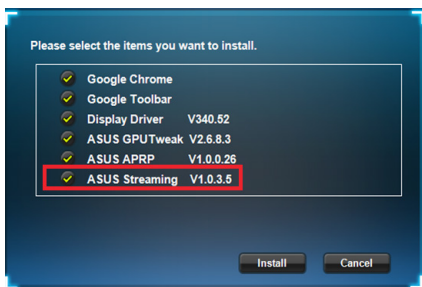 Please select the items you want to install.
Google Chrome
Google Toolbar
Display Driver V340.52
ASUS GPUTweak V2.6.8.3
ASUS APRP V1.0.0.26
ASUS Streaming V1.0.3.5
Install Cancel